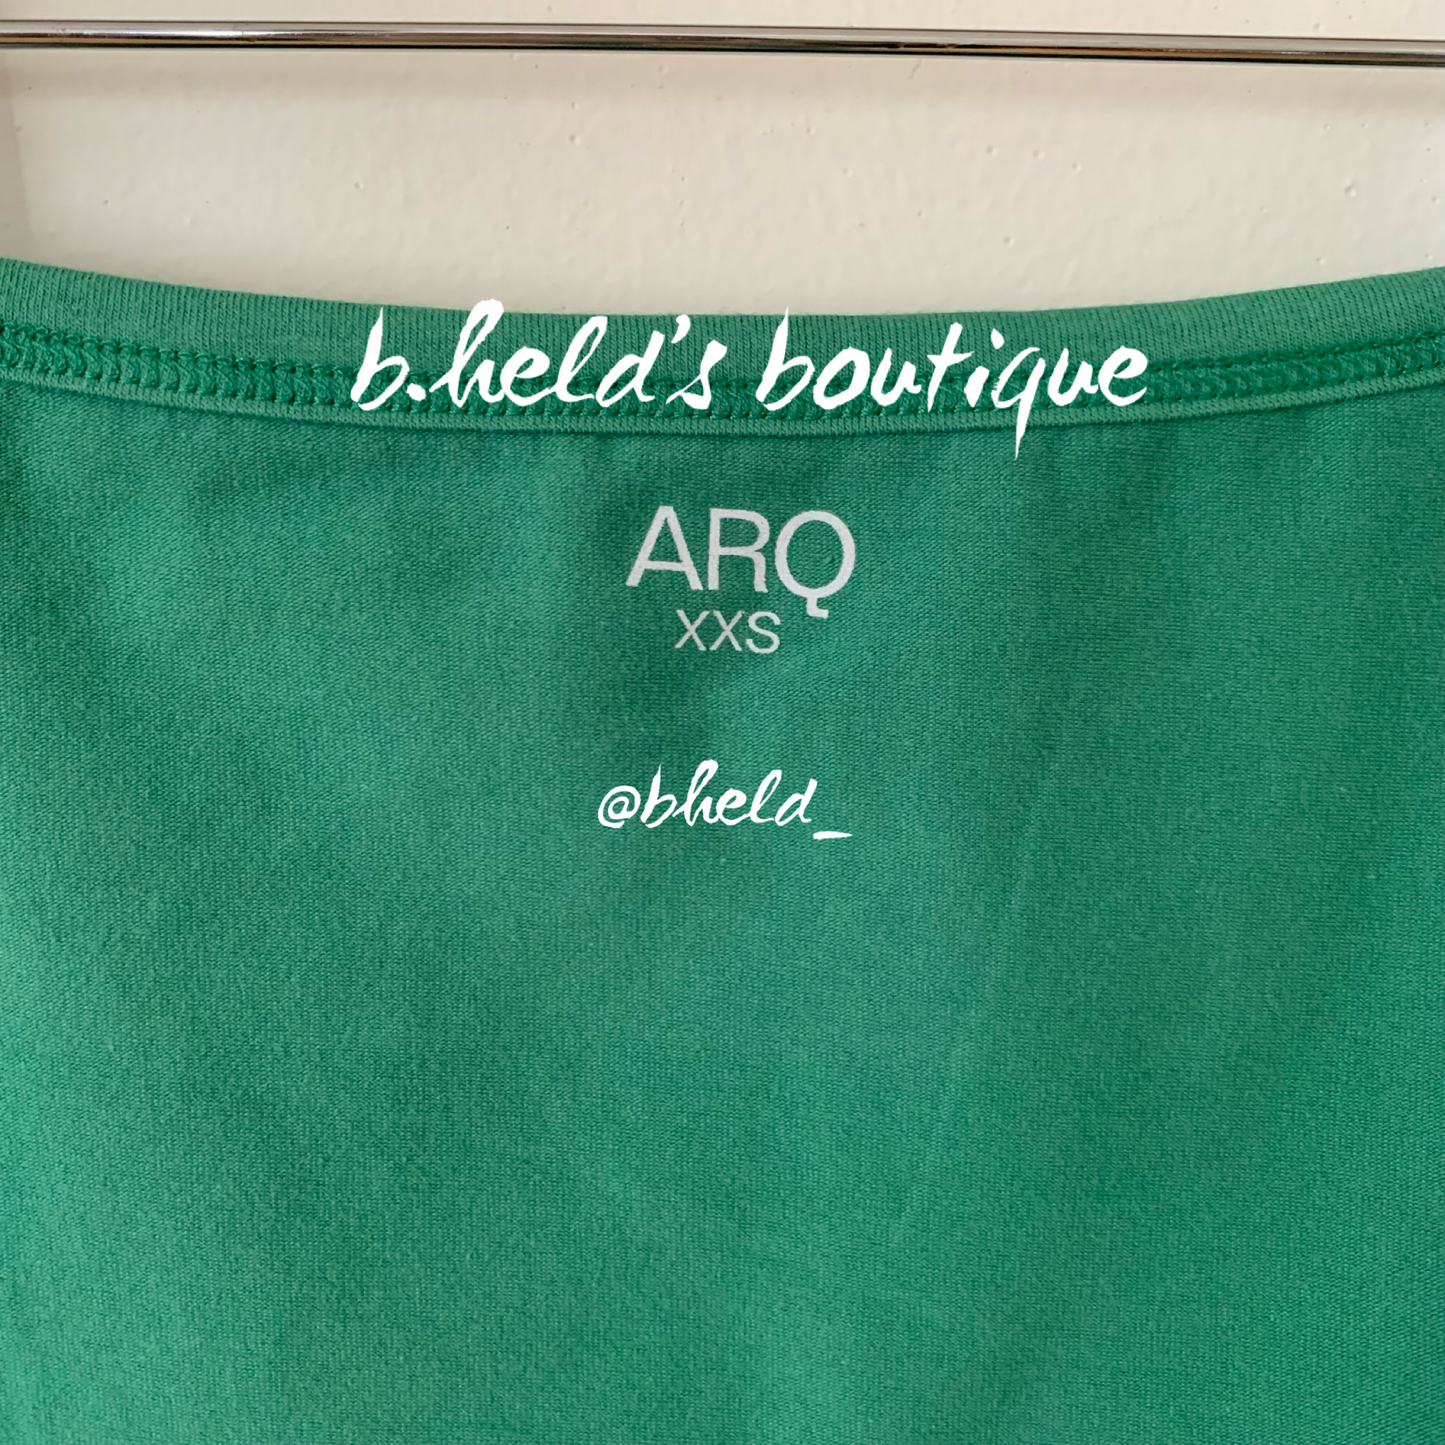 b.held's boutique
ARQ
XXS
@bheld_